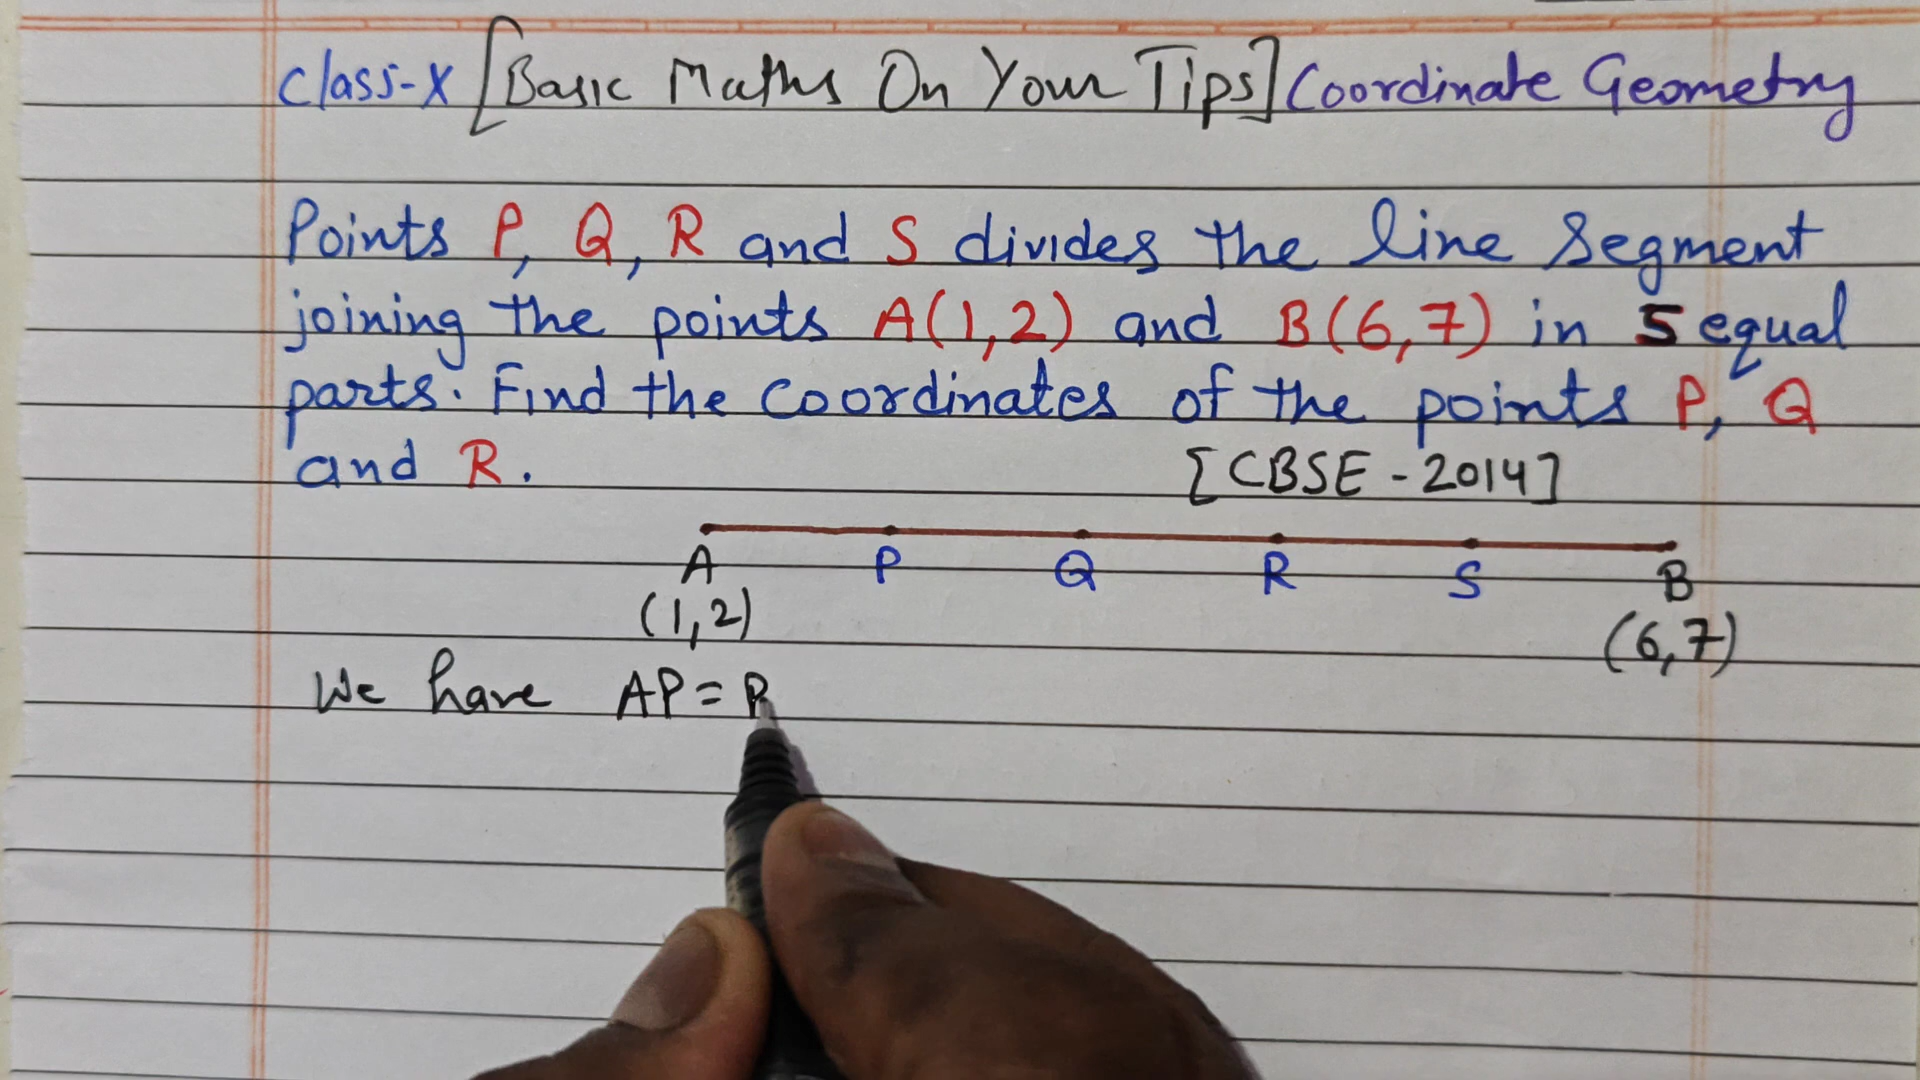 Class-X [Basic Maths On Your Tips] Coordinate Geometry
Points P, Q, R and S divides the line segment
joining the points A(1,2) and B(6,7) in 5 equal
parts. Find the coordinates of the points P, Q
and R. [CBSE - 2014]
A P Q R S B
(1,2) (6,7)
We have AP = P